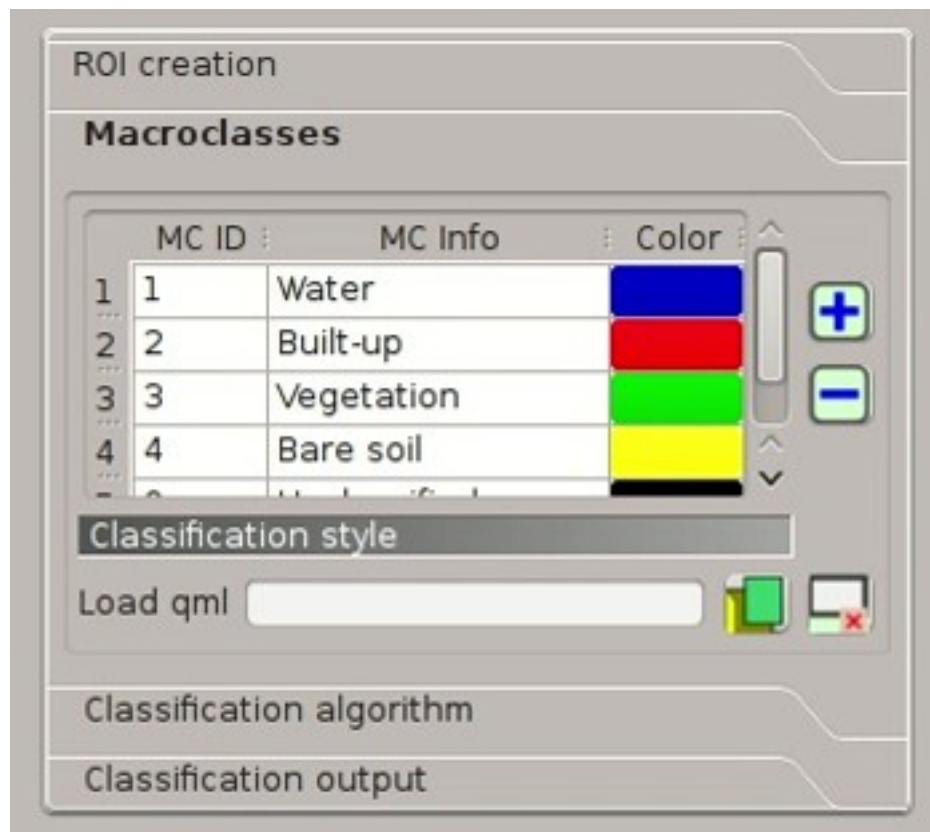 ROI creation
Macroclasses
MC ID MC Info Color
1 1 Water
2 2 Built-up
3 3 Vegetation
4 4 Bare soil
Classification style
Load qml
Classification algorithm
Classification output